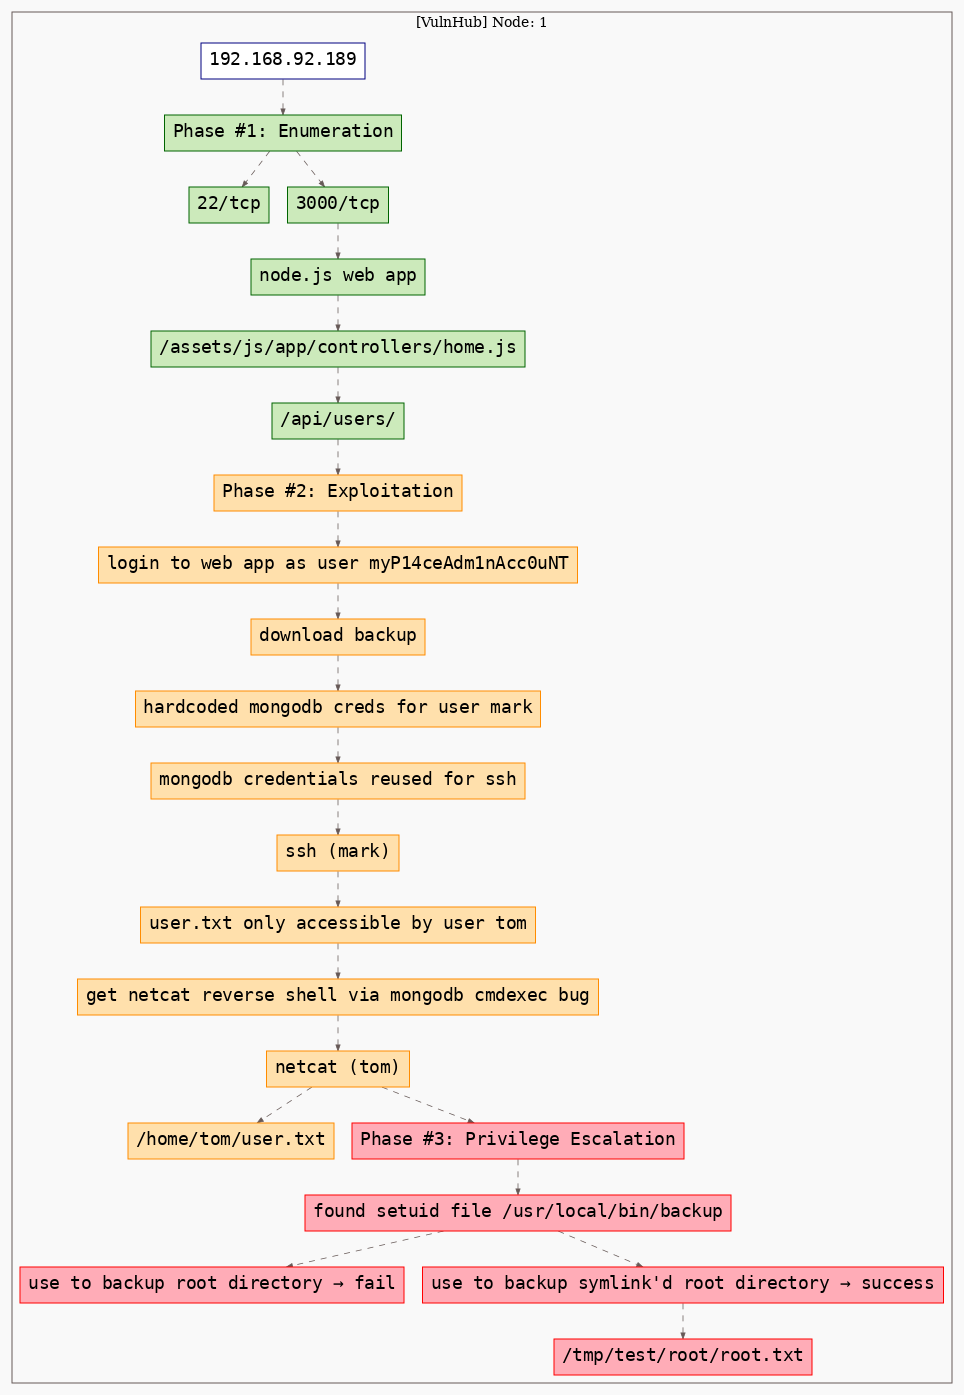 [VulnHub] Node: 1
192.168.92.189
Phase #1: Enumeration
22/tcp
3000/tcp
node.js web app
/assets/js/app/controllers/home.js
/api/users/
Phase #2: Exploitation
login to web app as user myP14ceAdm1nAcc0uNT
download backup
hardcoded mongodb creds for user mark
mongodb credentials reused for ssh
ssh (mark)
user.txt only accessible by user tom
get netcat reverse shell via mongodb cmdexec bug
netcat (tom)
/home/tom/user.txt
Phase #3: Privilege Escalation
found setuid file /usr/local/bin/backup
use to backup root directory → fail
use to backup symlink'd root directory → success
/tmp/test/root/root.txt